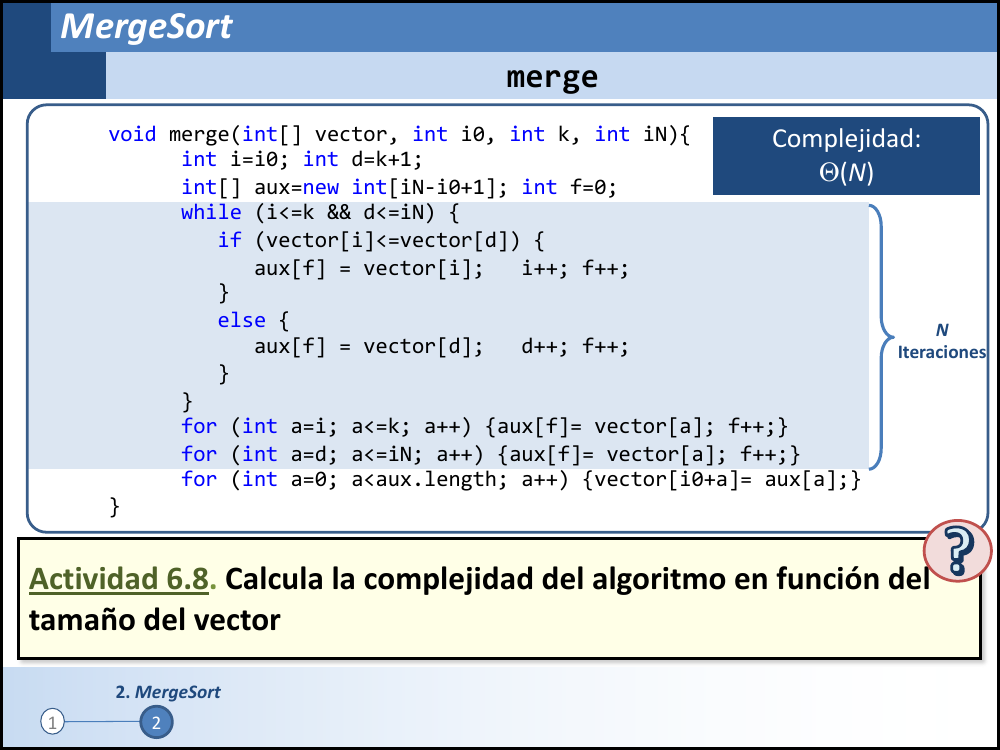 MergeSort
merge
void merge(int[] vector, int i0, int k, int iN){
int i=i0; int d=k+1;
int[] aux=new int[iN-i0+1]; int f=0;
while (i<=k && d<=iN) {
if (vector[i]<=vector[d]) {
aux[f] = vector[i];   i++; f++;
}
else {
aux[f] = vector[d];   d++; f++;
}
}
for (int a=i; a<=k; a++) {aux[f]= vector[a]; f++;}
for (int a=d; a<=iN; a++) {aux[f]= vector[a]; f++;}
for (int a=0; a<aux.length; a++) {vector[i0+a]= aux[a];}
}
Complejidad:
Θ(N)
N
Iteraciones
?
Actividad 6.8. Calcula la complejidad del algoritmo en función del
tamaño del vector
2. MergeSort
1 2